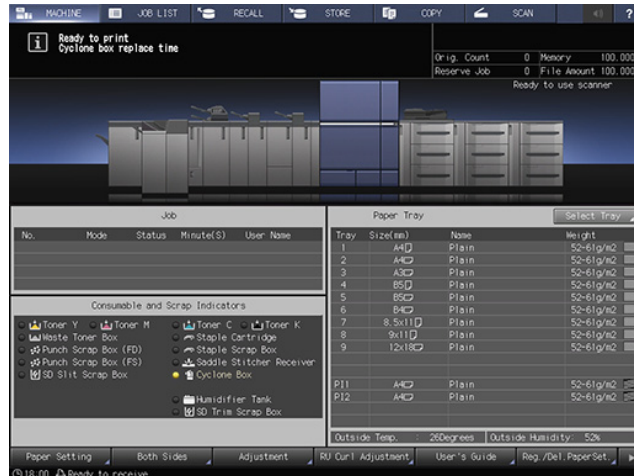 MACHINE JOB LIST RECALL STORE COPY SCAN ?
i Ready to print
Cyclone box replace time
Orig. Count 0 Memory 100.000
Reserve Job 0 File Amount 100.000
Ready to use scanner
Job
No. Mode Status Minute(S) User Name
Consumable and Scrap Indicators
Toner Y Toner M Toner C Toner K
Waste Toner Box Staple Cartridge
Punch Scrap Box (FD) Staple Scrap Box
Punch Scrap Box (FS) Saddle Stitcher Receiver
SD Slit Scrap Box Cyclone Box
Humidifier Tank
SD Trim Scrap Box
Paper Tray Select Tray
Tray Size(mm) Name Weight
1 A4 Plain 52-61g/m2
2 A4 Plain 52-61g/m2
3 A3 Plain 52-61g/m2
4 B5 Plain 52-61g/m2
5 B5 Plain 52-61g/m2
6 B4 Plain 52-61g/m2
7 8.5x11 Plain 52-61g/m2
8 9x11 Plain 52-61g/m2
9 12x18 Plain 52-61g/m2
PI1 A4 Plain 52-61g/m2
PI2 A4 Plain 52-61g/m2
Outside Temp. : 26Degrees Outside Humidity: 52%
Paper Setting Both Sides Adjustment RU Curl Adjustment User's Guide Reg./Del.PaperSet.
18:00 Ready to receive